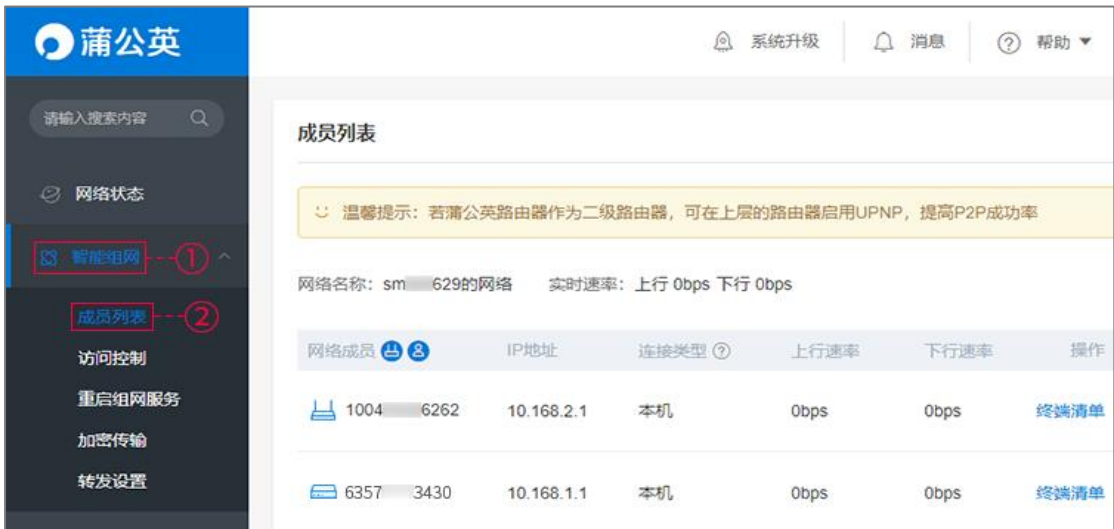 蒲公英
系统升级 消息 帮助
请输入搜索内容
成员列表
网络状态
温馨提示：若蒲公英路由器作为二级路由器，可在上层的路由器启用UPNP，提高P2P成功率
智能组网 ①
网络名称：sm 629的网络 实时速率：上行 0bps 下行 0bps
成员列表 ②
访问控制
重启组网服务
加密传输
转发设置
网络成员 IP地址 连接类型 上行速率 下行速率 操作
1004 6262 10.168.2.1 本机 0bps 0bps 终端清单
6357 3430 10.168.1.1 本机 0bps 0bps 终端清单